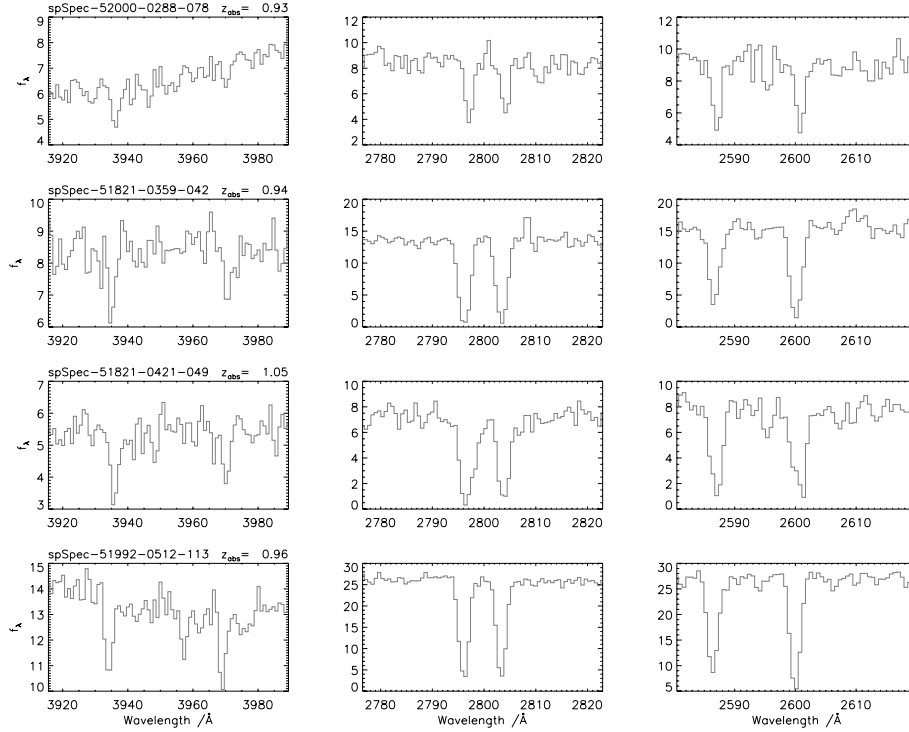 spSpec-52000-0288-078 z_abs= 0.93
9
8
7
6
5
4
f_λ
3920 3940 3960 3980
12
10
8
6
4
2
2780 2790 2800 2810 2820
12
10
8
6
4
2590 2600 2610
spSpec-51821-0359-042 z_abs= 0.94
10
9
8
7
6
f_λ
3920 3940 3960 3980
20
15
10
5
0
2780 2790 2800 2810 2820
20
15
10
5
0
2590 2600 2610
spSpec-51821-0421-049 z_abs= 1.05
7
6
5
4
3
f_λ
3920 3940 3960 3980
10
8
6
4
2
0
2780 2790 2800 2810 2820
10
8
6
4
2
0
2590 2600 2610
spSpec-51992-0512-113 z_abs= 0.96
15
14
13
12
11
10
f_λ
3920 3940 3960 3980
Wavelength /Å
30
25
20
15
10
5
0
2780 2790 2800 2810 2820
Wavelength /Å
30
25
20
15
10
5
2590 2600 2610
Wavelength /Å